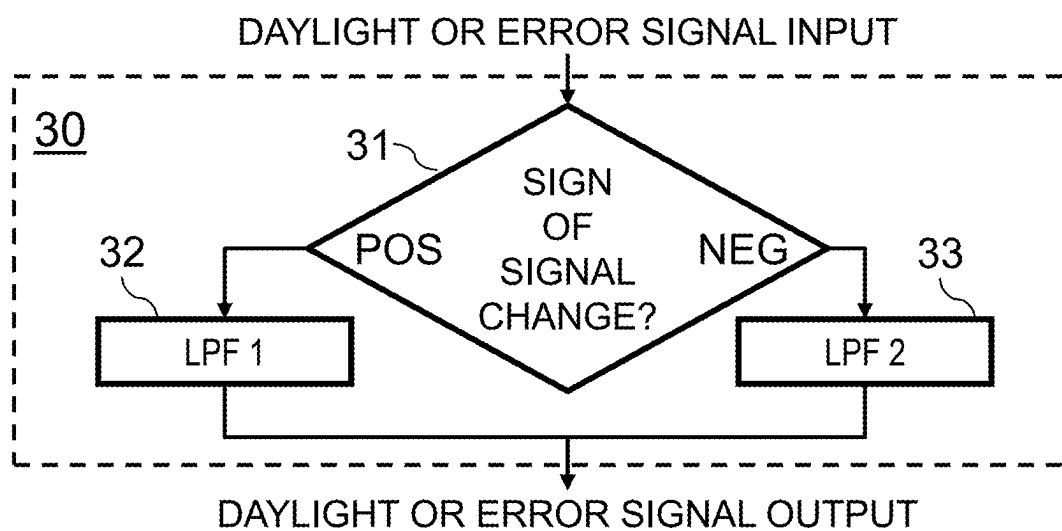 DAYLIGHT OR ERROR SIGNAL INPUT
30
31
SIGN
OF
SIGNAL
CHANGE?
POS
NEG
32
33
LPF 1
LPF 2
DAYLIGHT OR ERROR SIGNAL OUTPUT